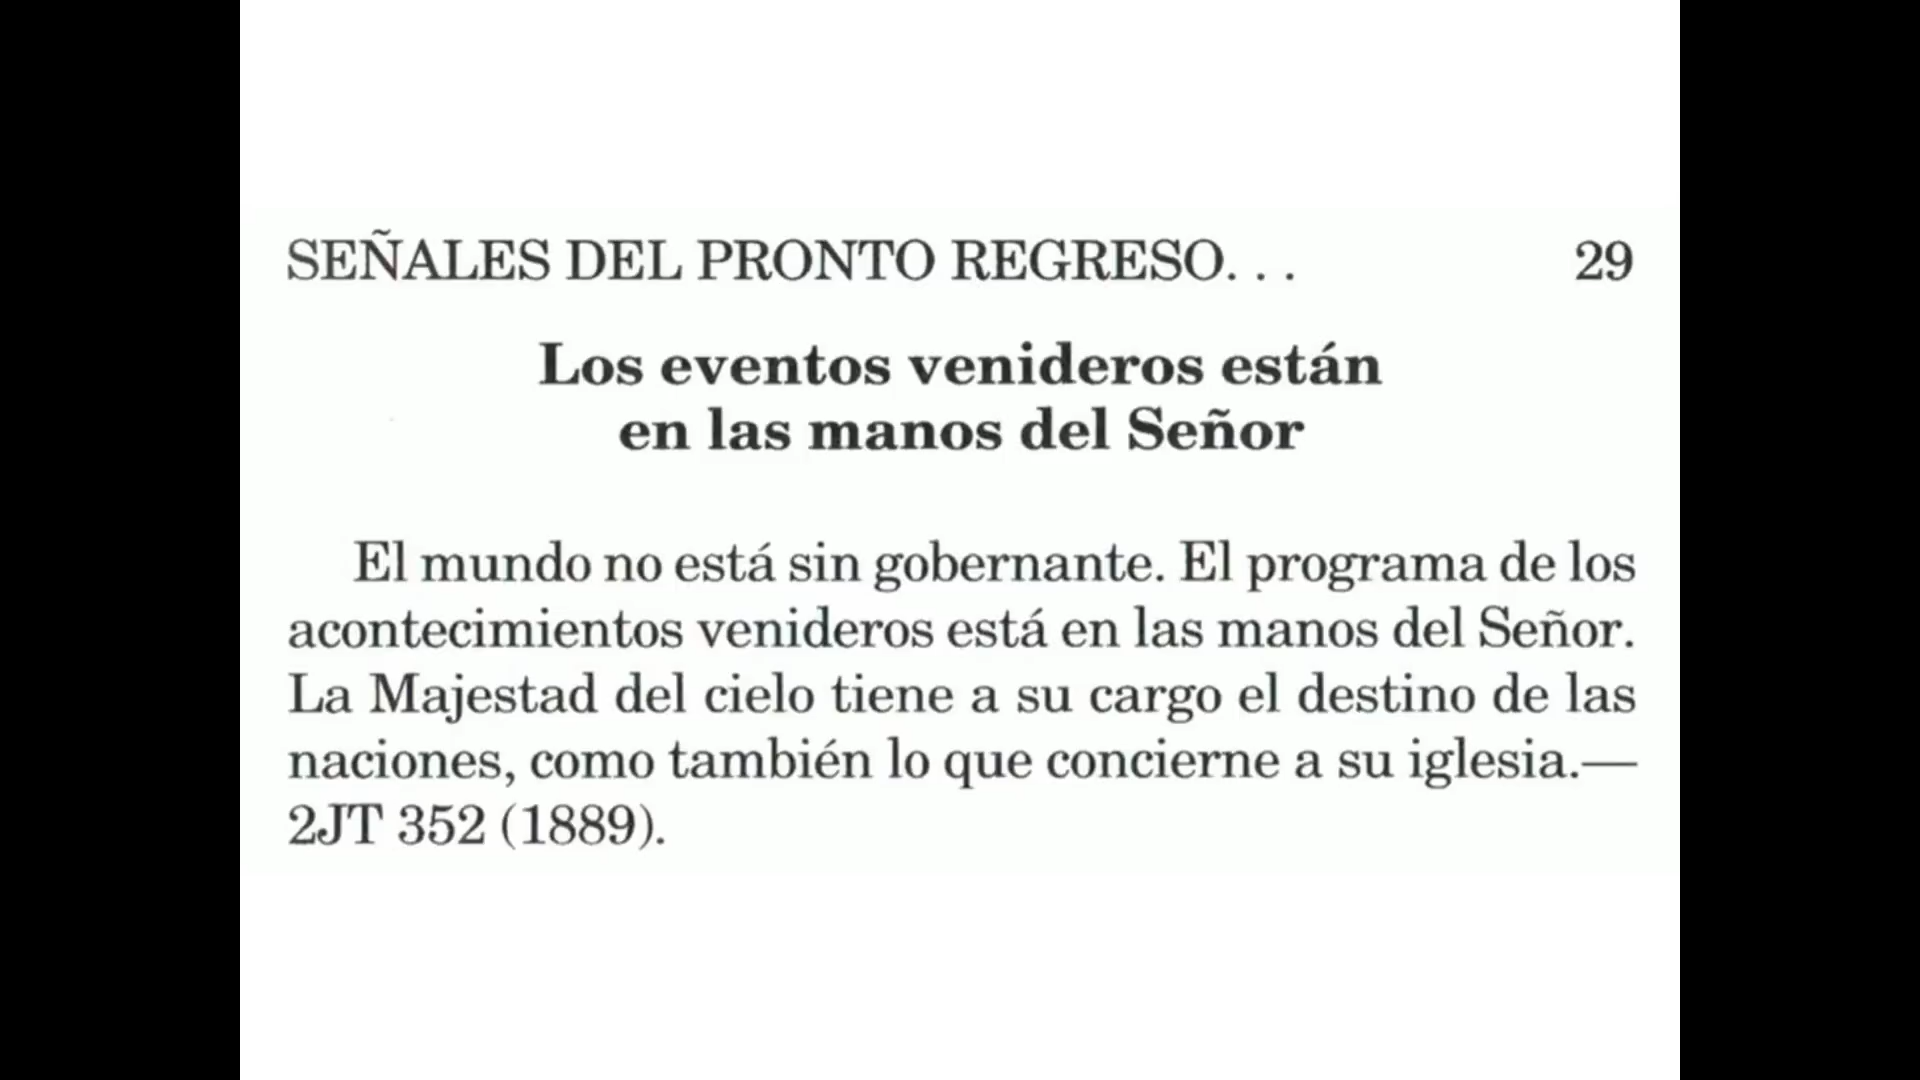 SEÑALES DEL PRONTO REGRESO. . . 29
Los eventos venideros están
en las manos del Señor
El mundo no está sin gobernante. El programa de los
acontecimientos venideros está en las manos del Señor.
La Majestad del cielo tiene a su cargo el destino de las
naciones, como también lo que concierne a su iglesia.—
2JT 352 (1889).